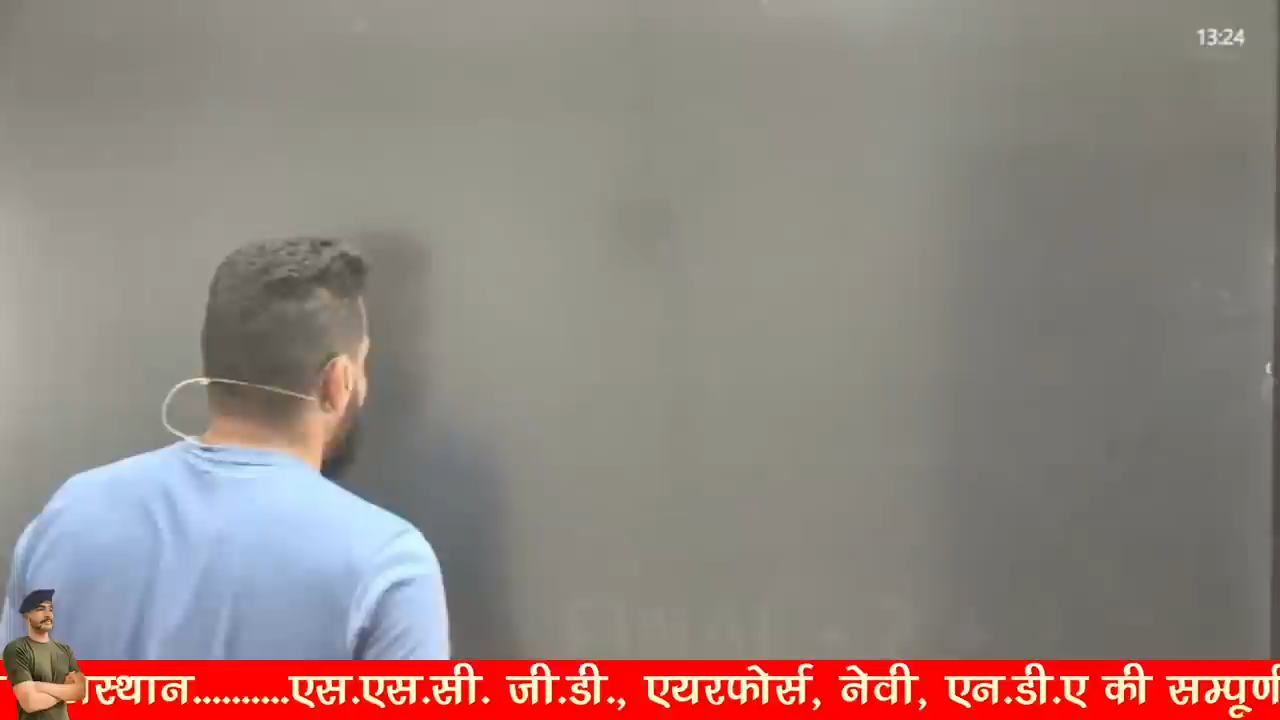 13:24
स्थान..........एस.एस.सी. जी.डी., एयरफोर्स, नेवी, एन.डी.ए की सम्पूर्ण